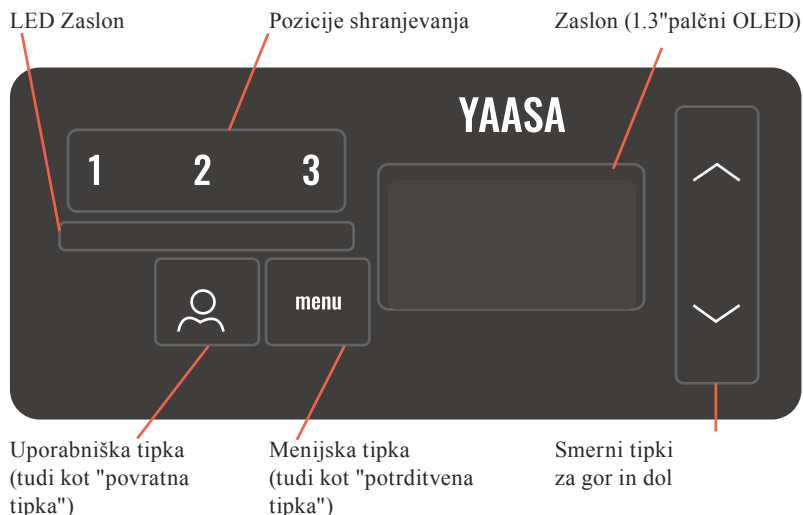 LED Zaslon
Pozicije shranjevanja
Zaslon (1.3"palčni OLED)
YAASA
1 2 3
menu
Uporabniška tipka
(tudi kot "povratna
tipka")
Menijska tipka
(tudi kot "potrditvena
tipka")
Smerni tipki
za gor in dol